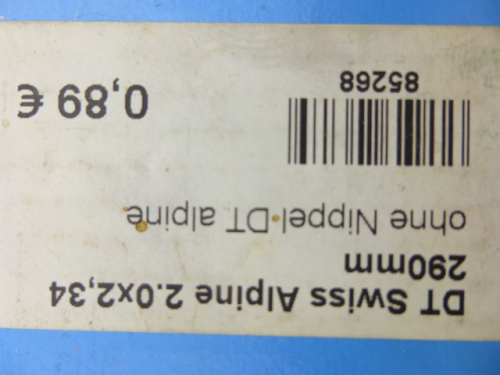 DT Swiss Alpine 2.0x2,34
290mm
ohne Nippel-DT alpine
85268
0,89 €